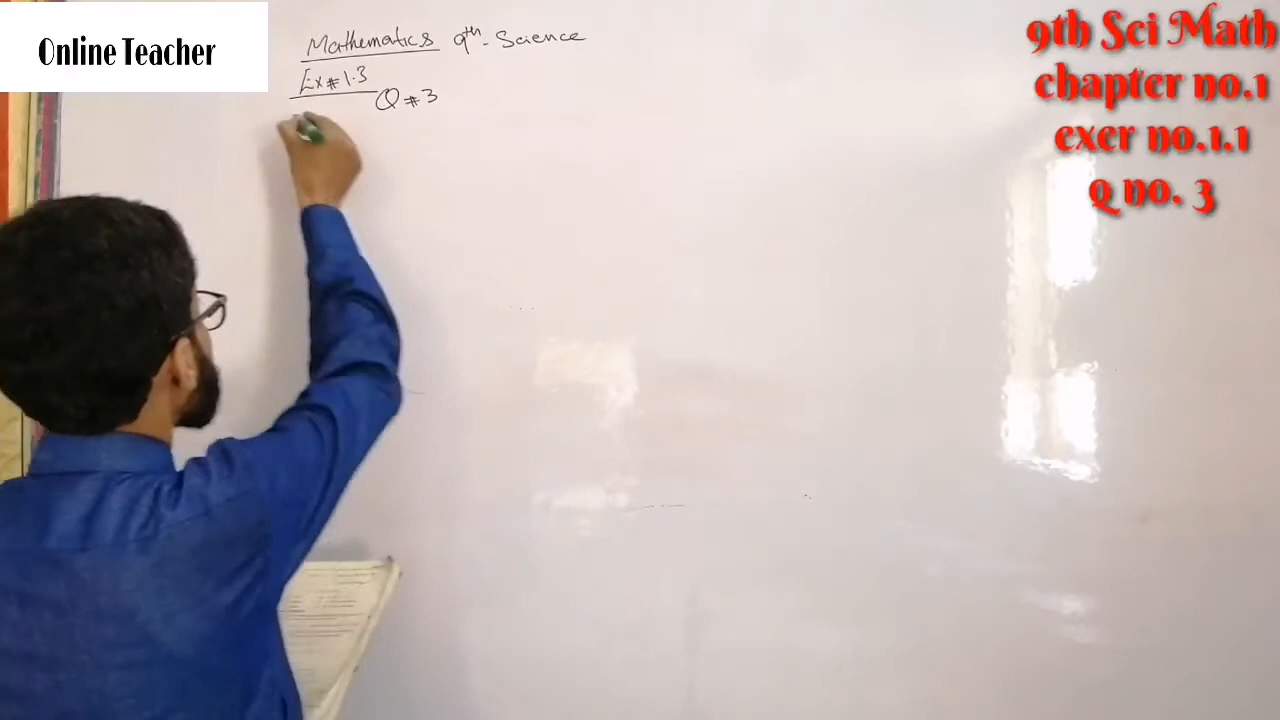 Online Teacher
Mathematics 9th - Science
Ex # 1.3
Q # 3
9th Sci Math
chapter no.1
exer no.1.1
Q no. 3